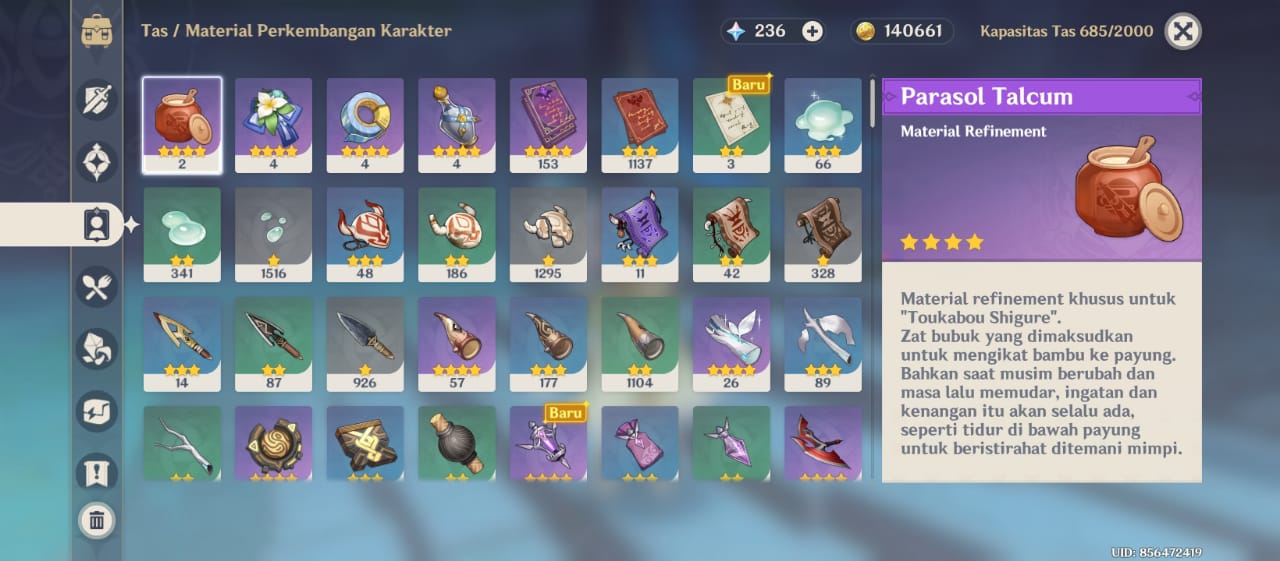 Tas / Material Perkembangan Karakter
236
140661
Kapasitas Tas 685/2000
2
4
4
4
153
1137
Baru
3
66
341
1516
48
186
1295
11
42
328
14
87
926
57
177
1104
26
89
Baru
Parasol Talcum
Material Refinement
Material refinement khusus untuk
"Toukabou Shigure".
Zat bubuk yang dimaksudkan
untuk mengikat bambu ke payung.
Bahkan saat musim berubah dan
masa lalu memudar, ingatan dan
kenangan itu akan selalu ada,
seperti tidur di bawah payung
untuk beristirahat ditemani mimpi.
UID: 856472419